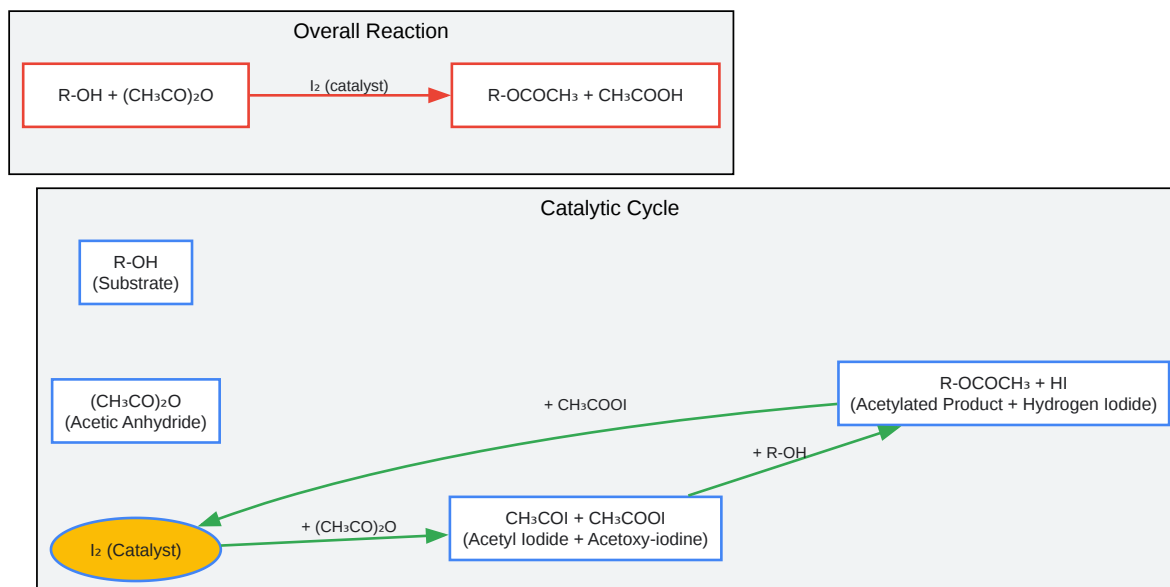 Overall Reaction
R-OH + (CH₃CO)₂O
I₂ (catalyst)
R-OCOCH₃ + CH₃COOH
Catalytic Cycle
R-OH
(Substrate)
(CH₃CO)₂O
(Acetic Anhydride)
+ CH₃COOI
R-OCOCH₃ + HI
(Acetylated Product + Hydrogen Iodide)
+ R-OH
I₂ (Catalyst)
+ (CH₃CO)₂O
CH₃COI + CH₃COOI
(Acetyl Iodide + Acetoxy-iodine)